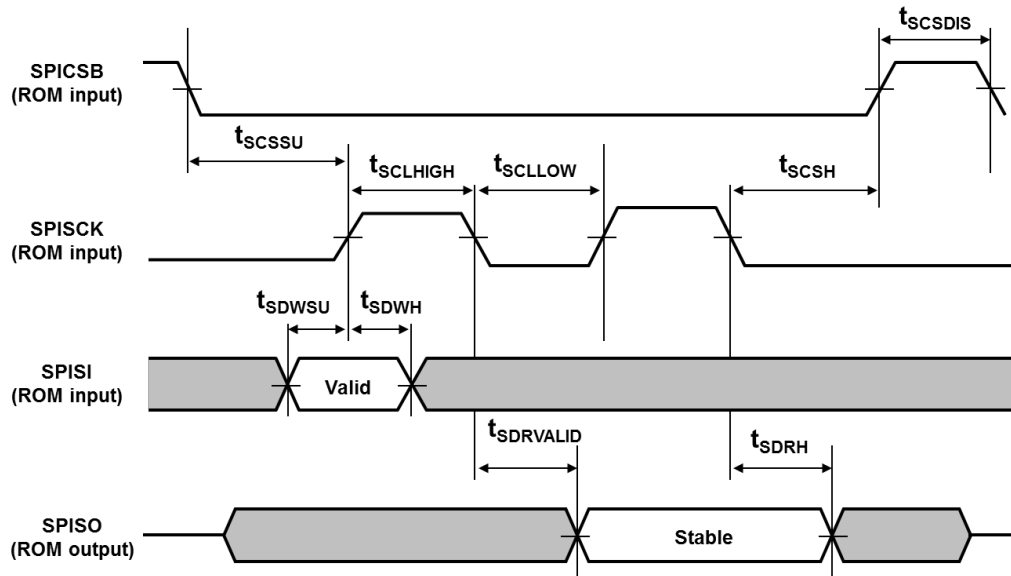 tSCSDIS
SPICSB
(ROM input)
tSCSSU
tSCLHIGH
tSCLLOW
tSCSH
SPISCK
(ROM input)
tSDWSU
tSDWH
SPISI
(ROM input)
Valid
tSDRVALID
tSDRH
SPISO
(ROM output)
Stable